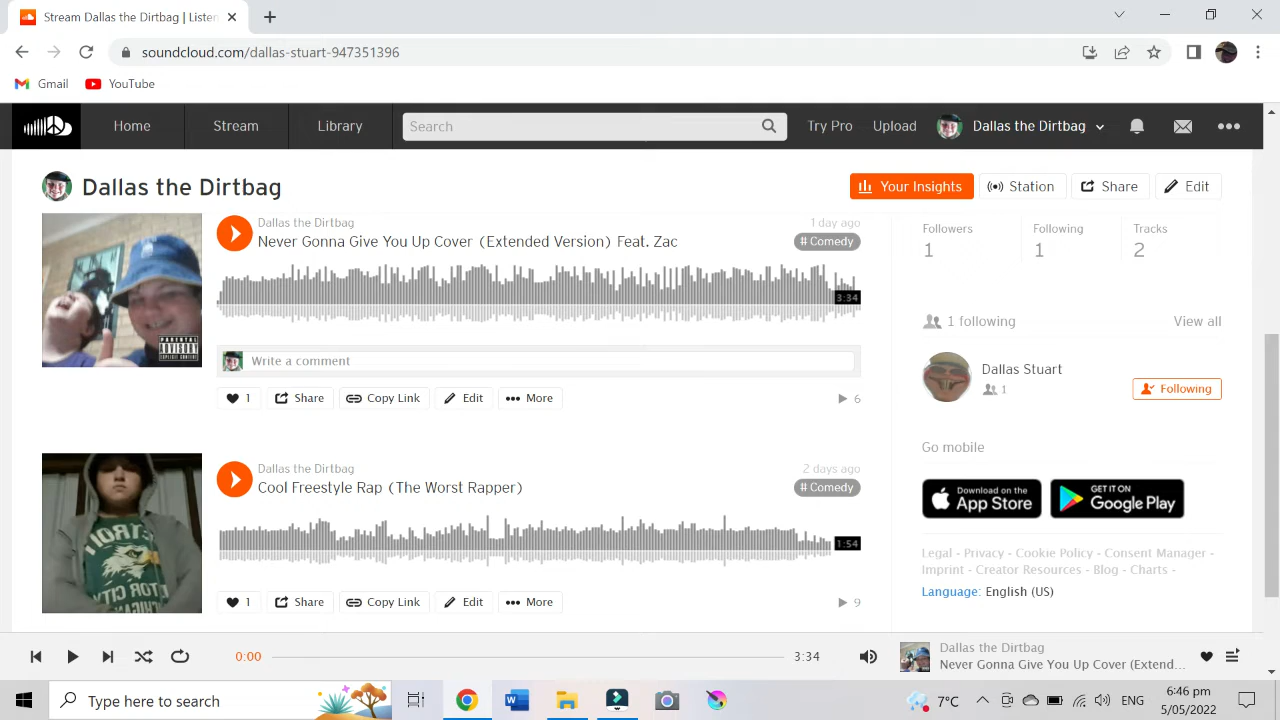 Stream Dallas the Dirtbag | Listen
soundcloud.com/dallas-stuart-947351396
Gmail YouTube
Home Stream Library Search Try Pro Upload Dallas the Dirtbag
Dallas the Dirtbag
Your Insights Station Share Edit
Dallas the Dirtbag 1 day ago
Never Gonna Give You Up Cover (Extended Version) Feat. Zac # Comedy
3:34
PARENTAL
ADVISORY
EXPLICIT CONTENT
Write a comment
1 Share Copy Link Edit More 6
Dallas the Dirtbag 2 days ago
Cool Freestyle Rap (The Worst Rapper) # Comedy
1:54
1 Share Copy Link Edit More 9
Followers Following Tracks
1 1 2
1 following View all
Dallas Stuart
1
Following
Go mobile
Download on the
App Store
GET IT ON
Google Play
Legal - Privacy - Cookie Policy - Consent Manager -
Imprint - Creator Resources - Blog - Charts -
Language: English (US)
0:00 3:34
Dallas the Dirtbag
Never Gonna Give You Up Cover (Extend...
Type here to search
7°C ENG
6:46 pm
5/05/2022